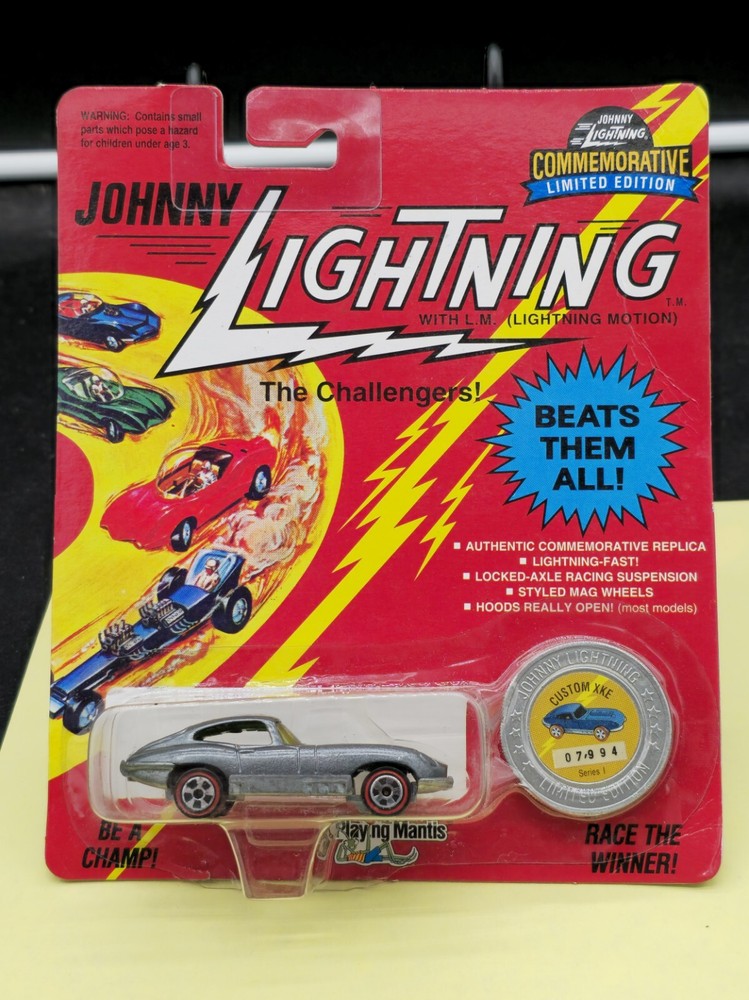 WARNING: Contains small
parts which pose a hazard
for children under age 3.
JOHNNY
LIGHTNING
COMMEMORATIVE
LIMITED EDITION
JOHNNY
LIGHTNING
T.M.
WITH L.M. (LIGHTNING MOTION)
The Challengers!
BEATS
THEM
ALL!
▪ AUTHENTIC COMMEMORATIVE REPLICA
▪ LIGHTNING-FAST!
▪ LOCKED-AXLE RACING SUSPENSION
▪ STYLED MAG WHEELS
▪ HOODS REALLY OPEN! (most models)
JOHNNY LIGHTNING
CUSTOM XKE
07994
Series I
LIMITED EDITION
BE A
CHAMP!
Playing Mantis
RACE THE
WINNER!